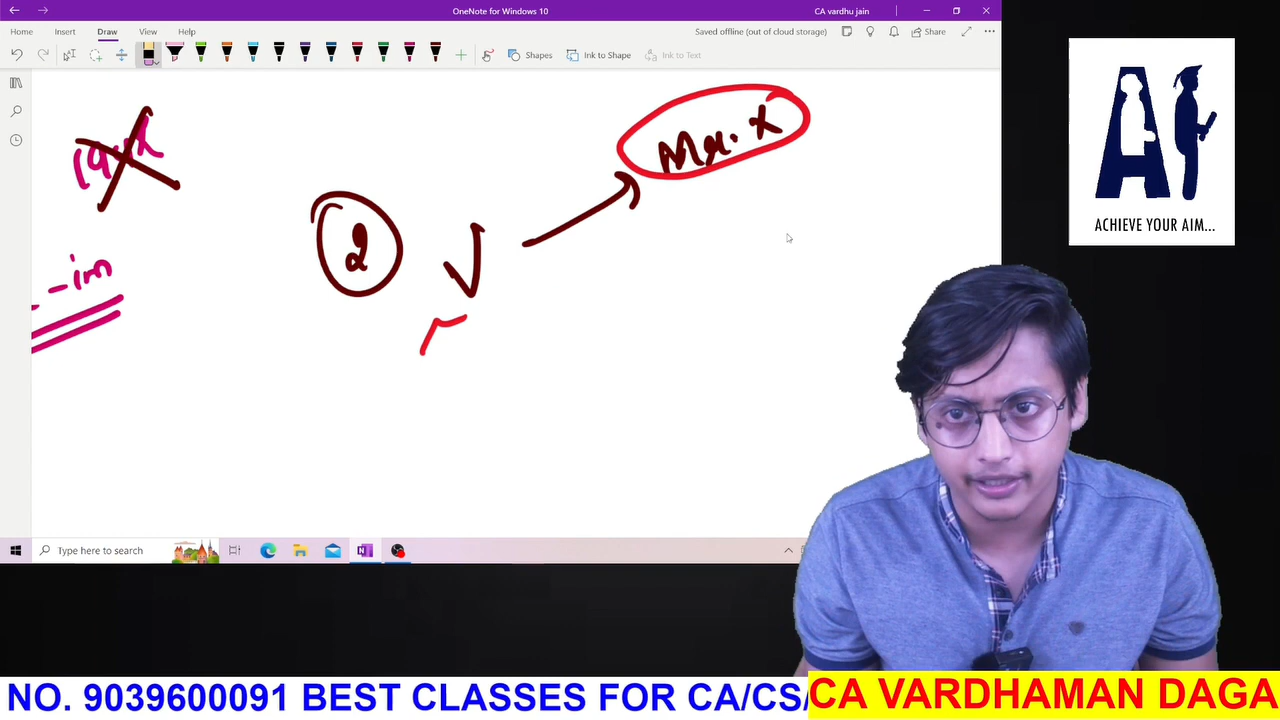 OneNote for Windows 10
CA vardhu jain
Home Insert Draw View Help
Saved offline (out of cloud storage)
Share
Shapes
Ink to Shape
Ink to Text
Mr. X
2
-im
ACHIEVE YOUR AIM...
Type here to search
NO. 9039600091 BEST CLASSES FOR CA/CS/
CA VARDHAMAN DAGA